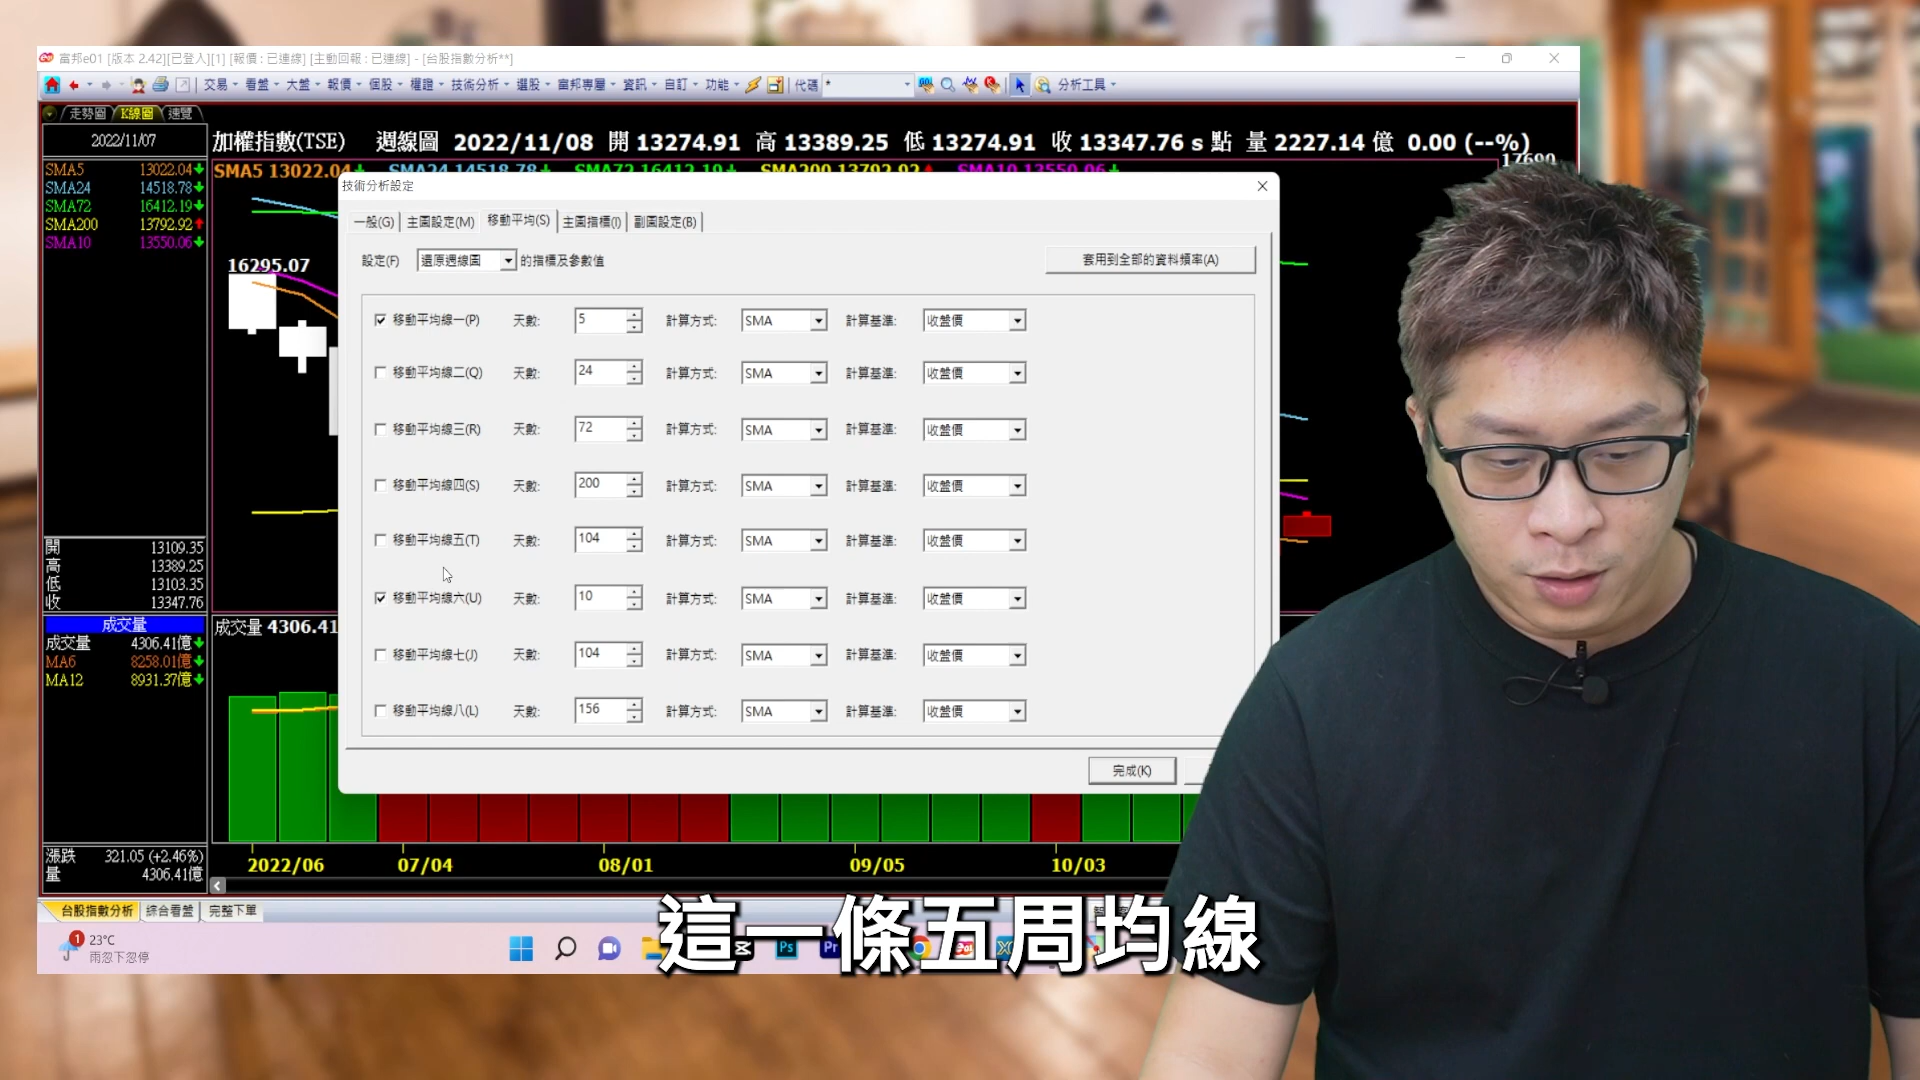 富邦e01 [版本 2.42][已登入][1] [報價 : 已連線] [主動回報 : 已連線] - [台股指數分析**]
交易 看盤 大盤 報價 個股 權證 技術分析 選股 富邦專屬 資訊 自訂 功能 代碼 * 分析工具
走勢圖 K線圖 速覽
2022/11/07
加權指數(TSE) 週線圖 2022/11/08 開 13274.91 高 13389.25 低 13274.91 收 13347.76 s 點 量 2227.14 億 0.00 (--%)
SMA5 13022.04
SMA24 14518.78
SMA72 16412.19
SMA200 13792.92
SMA10 13550.06
SMA5 13022.04 SMA24 14518.78 SMA72 16412.19 SMA200 13792.92 SMA10 13550.06
17690
16295.07
技術分析設定
一般(G) 主圖設定(M) 移動平均(S) 主圖指標(I) 副圖設定(B)
設定(F) 還原週線圖 的指標及參數值 套用到全部的資料頻率(A)
移動平均線一(P) 天數: 5 計算方式: SMA 計算基準: 收盤價
移動平均線二(Q) 天數: 24 計算方式: SMA 計算基準: 收盤價
移動平均線三(R) 天數: 72 計算方式: SMA 計算基準: 收盤價
移動平均線四(S) 天數: 200 計算方式: SMA 計算基準: 收盤價
移動平均線五(T) 天數: 104 計算方式: SMA 計算基準: 收盤價
移動平均線六(U) 天數: 10 計算方式: SMA 計算基準: 收盤價
移動平均線七(J) 天數: 104 計算方式: SMA 計算基準: 收盤價
移動平均線八(L) 天數: 156 計算方式: SMA 計算基準: 收盤價
完成(K)
開 13109.35
高 13389.25
低 13103.35
收 13347.76
成交量
成交量 4306.41億
MA6 8258.01億
MA12 8931.37億
成交量 4306.41
漲跌 321.05 (+2.46%)
量 4306.41億
2022/06 07/04 08/01 09/05 10/03
台股指數分析 綜合看盤 完整下單
1
23°C
雨忽下忽停
Ps Pr
這一條五周均線